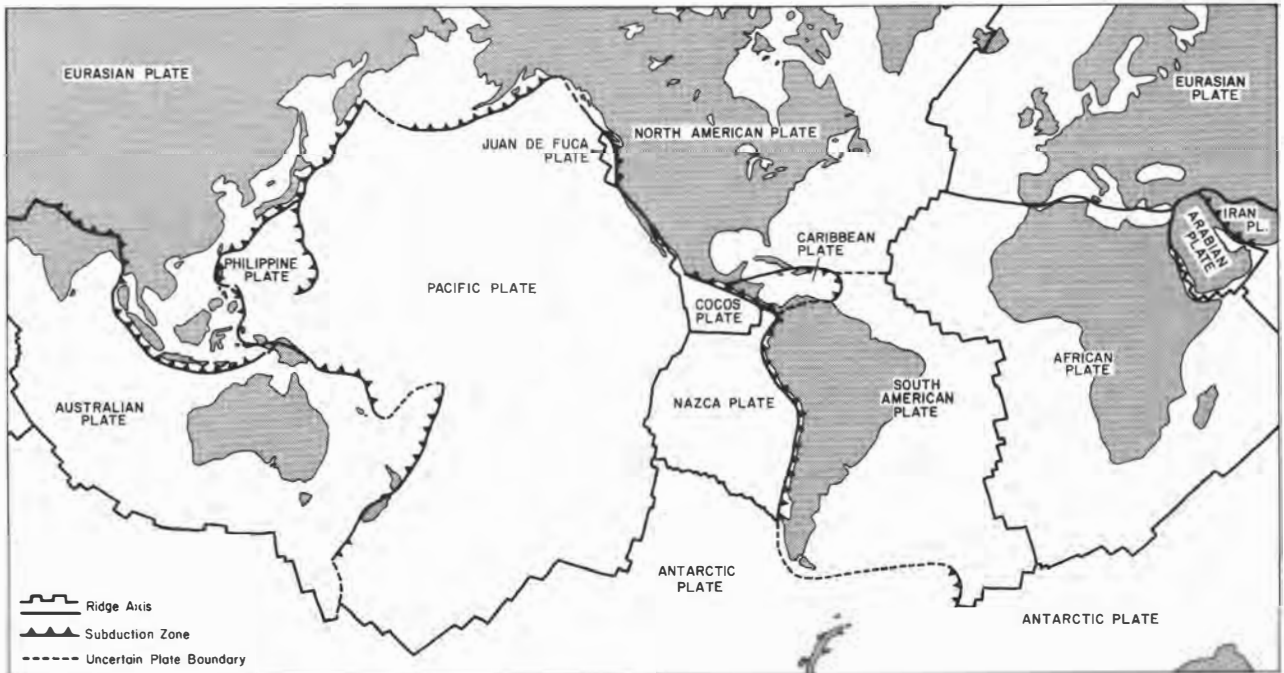 EURASIAN PLATE
EURASIAN
PLATE
NORTH AMERICAN PLATE
JUAN DE FUCA
PLATE
IRAN
PL.
ARABIAN
PLATE
CARIBBEAN
PLATE
PHILIPPINE
PLATE
PACIFIC PLATE
COCOS
PLATE
AFRICAN
PLATE
SOUTH
AMERICAN
PLATE
NAZCA PLATE
AUSTRALIAN
PLATE
ANTARCTIC
PLATE
ANTARCTIC PLATE
Ridge Axis
Subduction Zone
Uncertain Plate Boundary